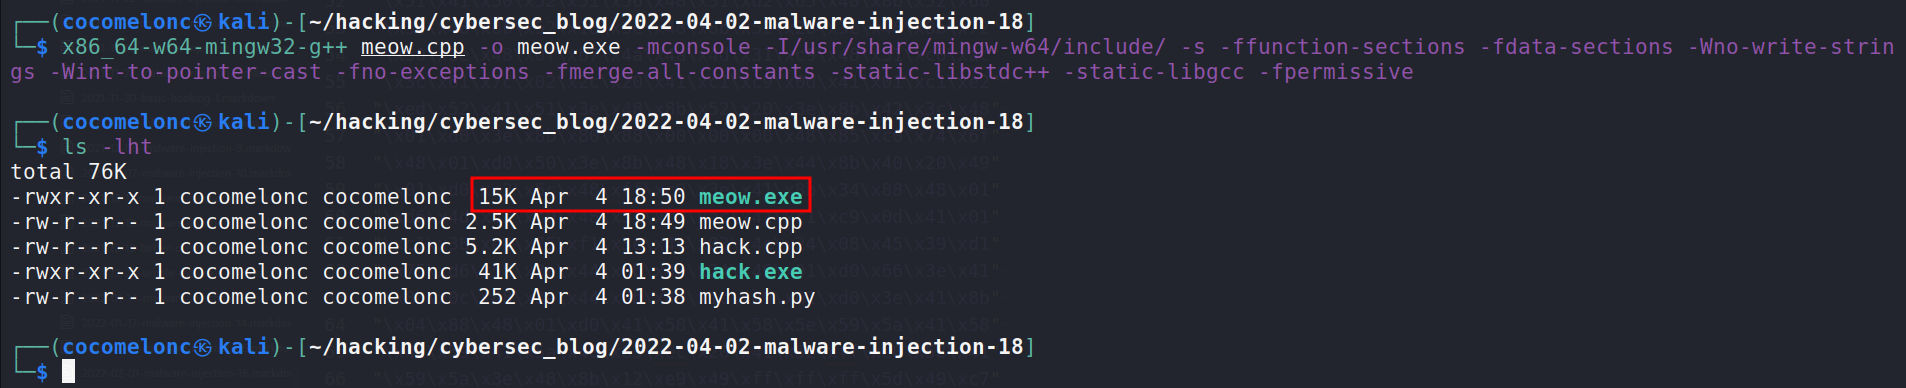 ┌──(cocomelonc㉿kali)-[~/hacking/cybersec_blog/2022-04-02-malware-injection-18]
└─$ x86_64-w64-mingw32-g++ meow.cpp -o meow.exe -mconsole -I/usr/share/mingw-w64/include/ -s -ffunction-sections -fdata-sections -Wno-write-strin
gs -Wint-to-pointer-cast -fno-exceptions -fmerge-all-constants -static-libstdc++ -static-libgcc -fpermissive
┌──(cocomelonc㉿kali)-[~/hacking/cybersec_blog/2022-04-02-malware-injection-18]
└─$ ls -lht
total 76K
-rwxr-xr-x 1 cocomelonc cocomelonc  15K Apr  4 18:50 meow.exe
-rw-r--r-- 1 cocomelonc cocomelonc 2.5K Apr  4 18:49 meow.cpp
-rw-r--r-- 1 cocomelonc cocomelonc 5.2K Apr  4 13:13 hack.cpp
-rwxr-xr-x 1 cocomelonc cocomelonc  41K Apr  4 01:39 hack.exe
-rw-r--r-- 1 cocomelonc cocomelonc  252 Apr  4 01:38 myhash.py
┌──(cocomelonc㉿kali)-[~/hacking/cybersec_blog/2022-04-02-malware-injection-18]
└─$